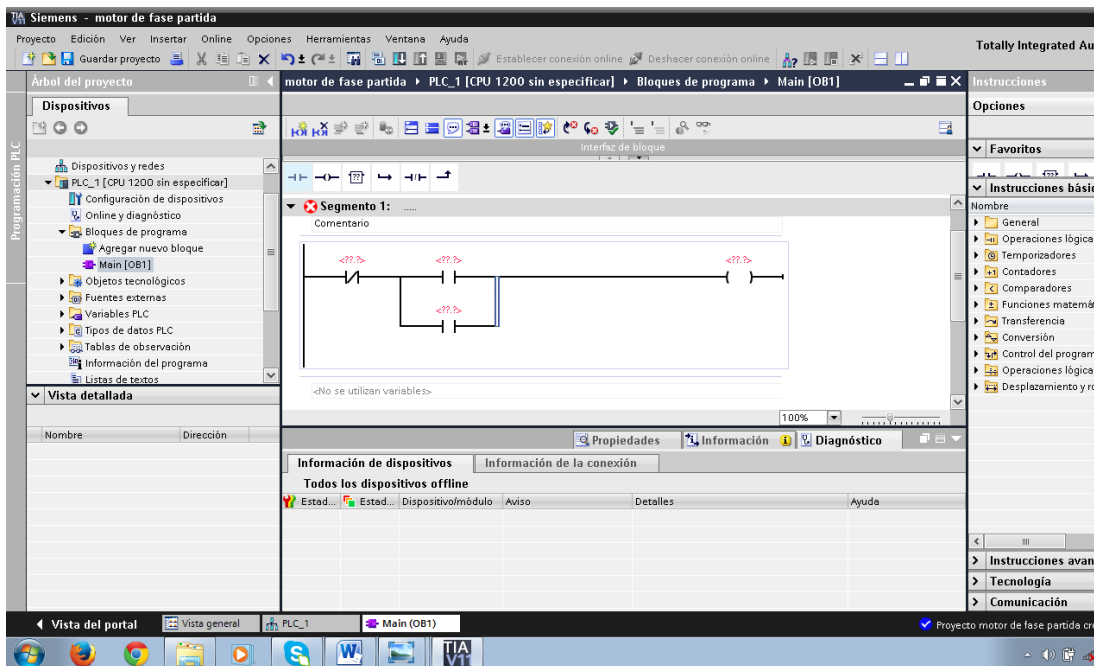 Siemens - motor de fase partida
Proyecto Edición Ver Insertar Online Opciones Herramientas Ventana Ayuda
Totally Integrated Au
Guardar proyecto Establecer conexión online Deshacer conexión online
Árbol del proyecto
motor de fase partida PLC_1 [CPU 1200 sin especificar] Bloques de programa Main [OB1]
Instrucciones
Dispositivos
Opciones
Programación PLC
Interfaz de bloque
Favoritos
Dispositivos y redes
PLC_1 [CPU 1200 sin especificar]
Configuración de dispositivos
Online y diagnóstico
Bloques de programa
Agregar nuevo bloque
Main [OB1]
Objetos tecnológicos
Fuentes externas
Variables PLC
Tipos de datos PLC
Tablas de observación
Información del programa
Listas de textos
??
Segmento 1: .....
Comentario
<??.?> <??.?> <??.?>
<??.?>
<No se utilizan variables>
100%
??
Instrucciones básic
Nombre
General
Operaciones lógica
Temporizadores
Contadores
Comparadores
Funciones matemá
Transferencia
Conversión
Control del program
Operaciones lógica
Desplazamiento y ro
Vista detallada
Nombre Dirección
Propiedades Información Diagnóstico
Información de dispositivos Información de la conexión
Todos los dispositivos offline
Estad... Estad... Dispositivo/módulo Aviso Detalles Ayuda
Instrucciones avan
Tecnología
Comunicación
Vista del portal Vista general PLC_1 Main (OB1)
Proyecto motor de fase partida cre
TIA V11